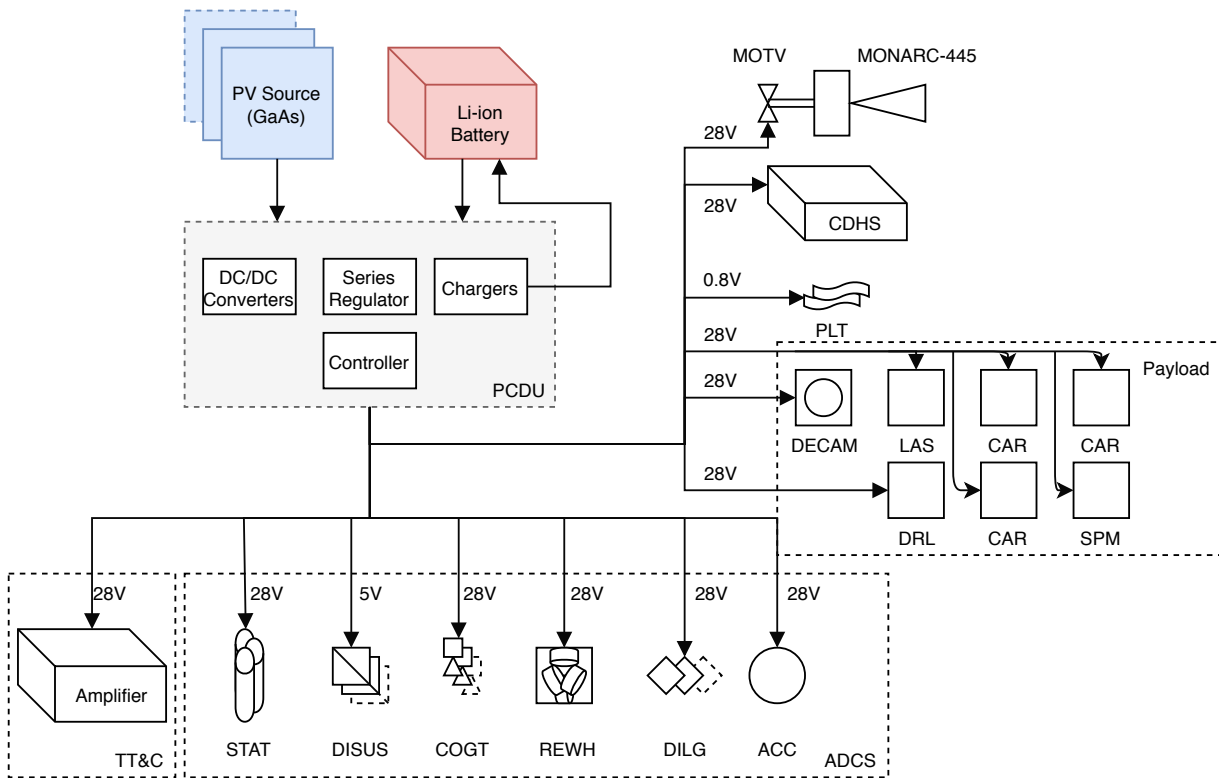 PV Source
(GaAs)
Li-ion
Battery
MOTV
MONARC-445
28V
28V
CDHS
DC/DC
Converters
Series
Regulator
Chargers
Controller
PCDU
0.8V
PLT
28V
Payload
28V
DECAM
LAS
CAR
CAR
28V
DRL
CAR
SPM
28V
28V
5V
28V
28V
28V
28V
Amplifier
TT&C
STAT
DISUS
COGT
REWH
DILG
ACC
ADCS